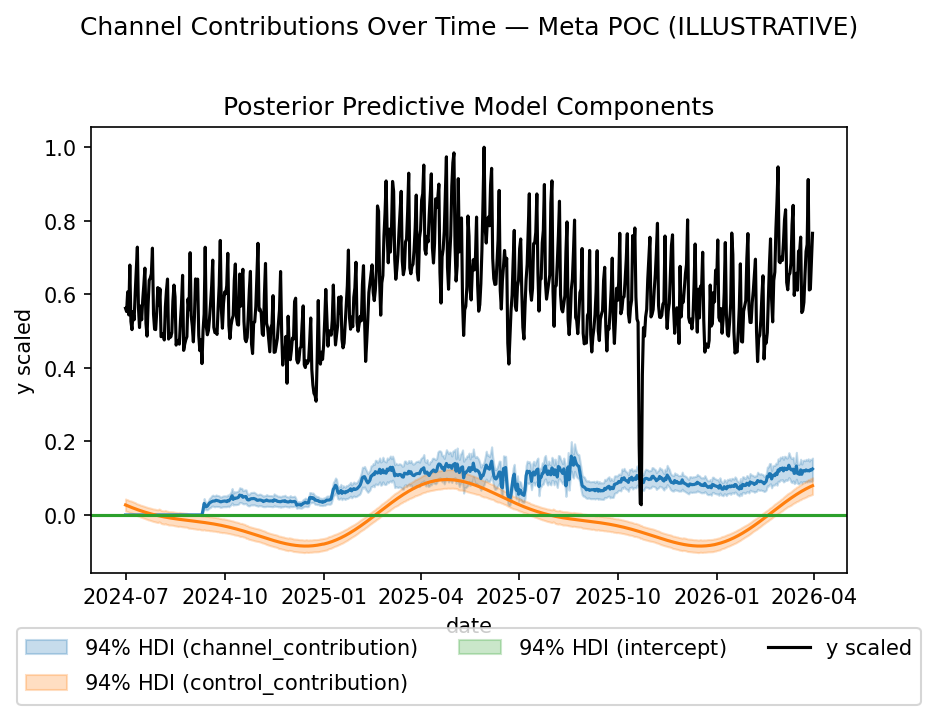 Channel Contributions Over Time — Meta POC (ILLUSTRATIVE)
Posterior Predictive Model Components
y scaled
1.0
0.8
0.6
0.4
0.2
0.0
2024-07 2024-10 2025-01 2025-04 2025-07 2025-10 2026-01 2026-04
date
94% HDI (channel_contribution) 94% HDI (intercept) y scaled
94% HDI (control_contribution)